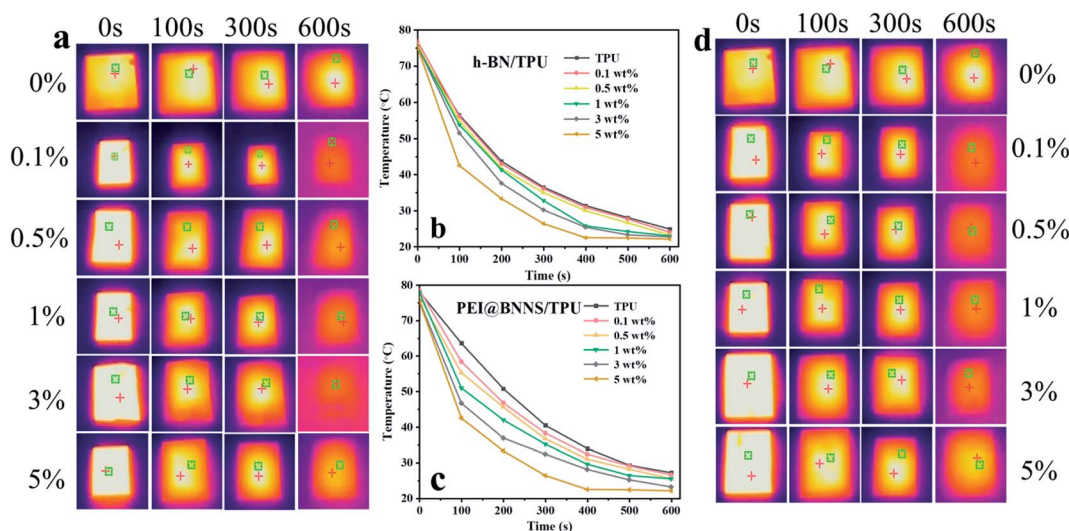 a
0s 100s 300s 600s
0%
0.1%
0.5%
1%
3%
5%
h-BN/TPU
TPU
0.1 wt%
0.5 wt%
1 wt%
3 wt%
5 wt%
Temperature (°C)
80
70
60
50
40
30
20
b
0 100 200 300 400 500 600
Time (s)
PEI@BNNS/TPU
TPU
0.1 wt%
0.5 wt%
1 wt%
3 wt%
5 wt%
Temperature (°C)
80
70
60
50
40
30
20
c
0 100 200 300 400 500 600
Time (s)
d
0s 100s 300s 600s
0%
0.1%
0.5%
1%
3%
5%